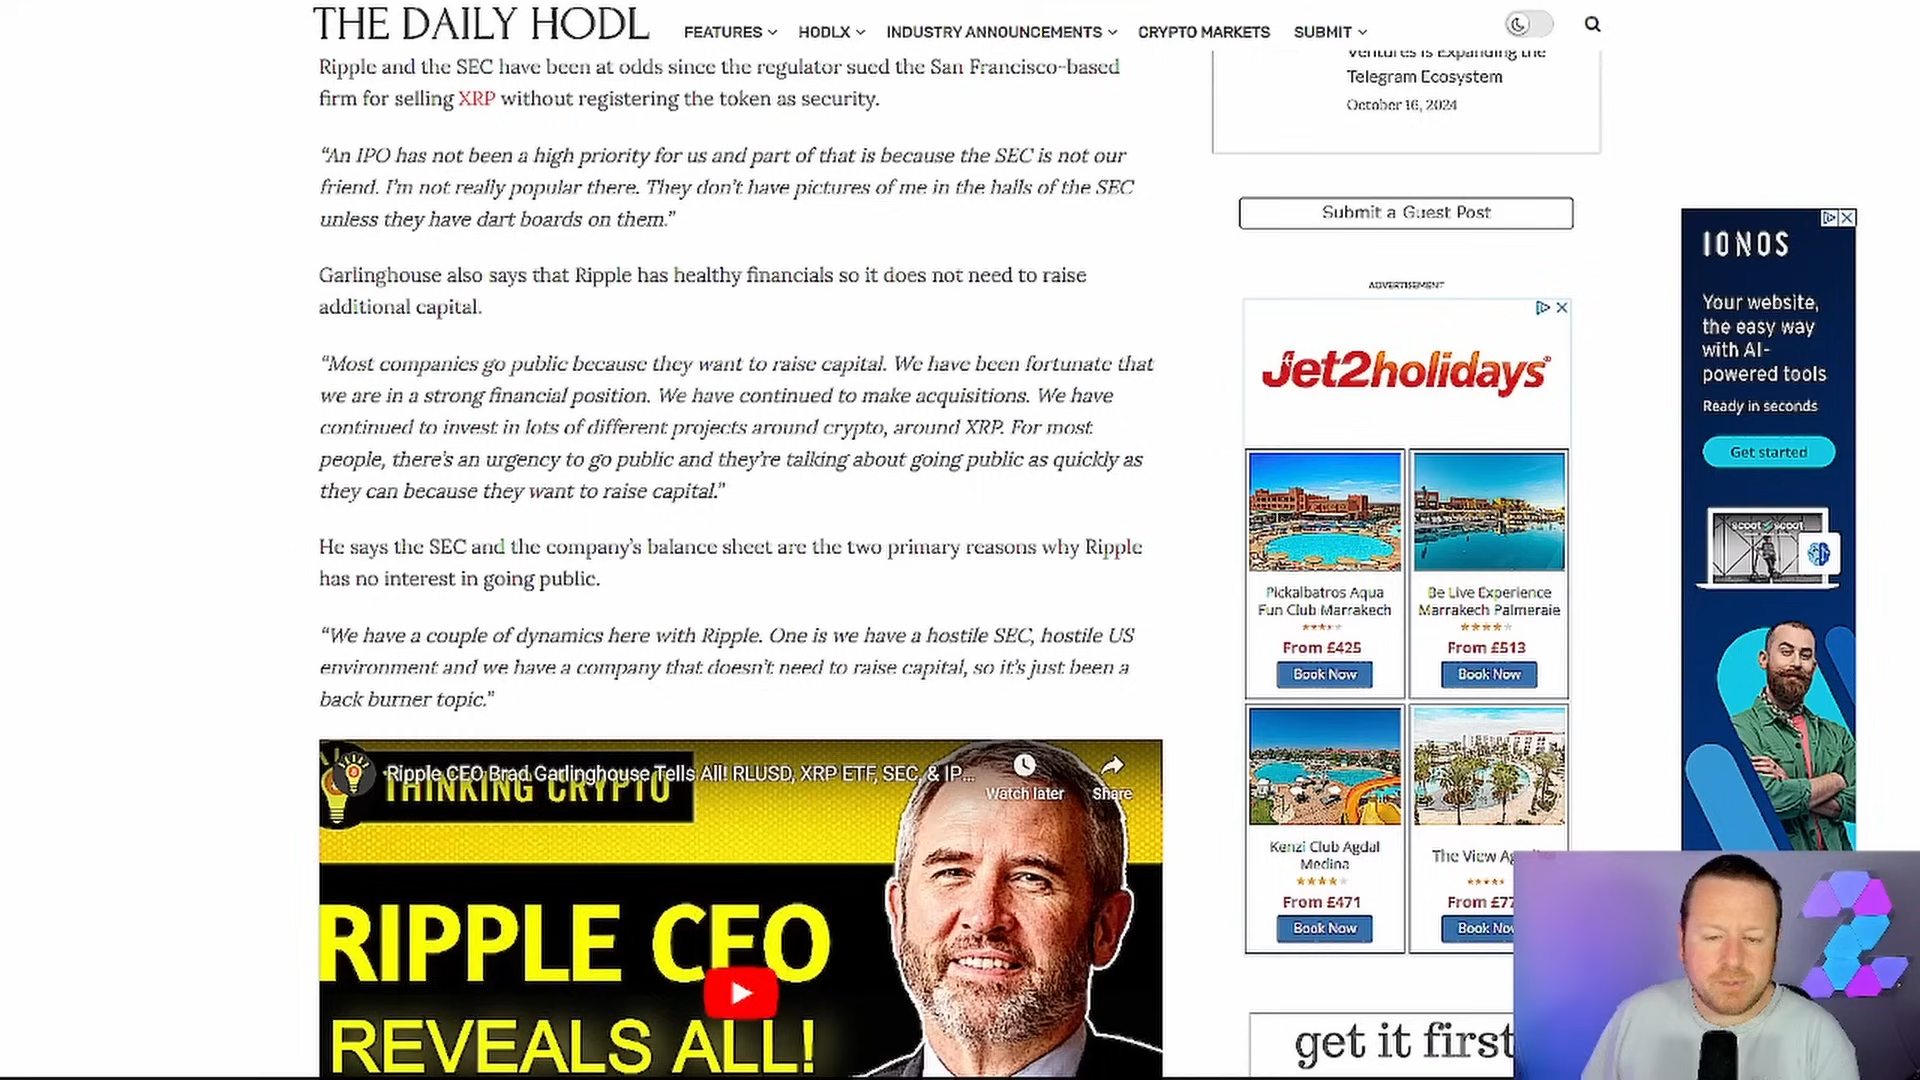 THE DAILY HODL
FEATURES
HODLX
INDUSTRY ANNOUNCEMENTS
CRYPTO MARKETS
SUBMIT
Ripple and the SEC have been at odds since the regulator sued the San Francisco-based
firm for selling XRP without registering the token as security.
“An IPO has not been a high priority for us and part of that is because the SEC is not our
friend. I’m not really popular there. They don’t have pictures of me in the halls of the SEC
unless they have dart boards on them.”
Garlinghouse also says that Ripple has healthy financials so it does not need to raise
additional capital.
“Most companies go public because they want to raise capital. We have been fortunate that
we are in a strong financial position. We have continued to make acquisitions. We have
continued to invest in lots of different projects around crypto, around XRP. For most
people, there’s an urgency to go public and they’re talking about going public as quickly as
they can because they want to raise capital.”
He says the SEC and the company’s balance sheet are the two primary reasons why Ripple
has no interest in going public.
“We have a couple of dynamics here with Ripple. One is we have a hostile SEC, hostile US
environment and we have a company that doesn’t need to raise capital, so it’s just been a
back burner topic.”
Ripple CEO Brad Garlinghouse Tells All! RLUSD, XRP ETF, SEC, & IP...
THINKING CRYPTO
Watch later
Share
RIPPLE CEO
REVEALS ALL!
Ventures is Expanding the
Telegram Ecosystem
October 16, 2024
Submit a Guest Post
ADVERTISEMENT
Jet2holidays
Pickalbatros Aqua
Fun Club Marrakech
From £425
Book Now
Be Live Experience
Marrakech Palmeraie
From £513
Book Now
Kenzi Club Agdal
Medina
From £471
Book Now
The View
From £77
Book Now
get it first
IONOS
Your website,
the easy way
with AI-
powered tools
Ready in seconds
Get started
scoot scoot